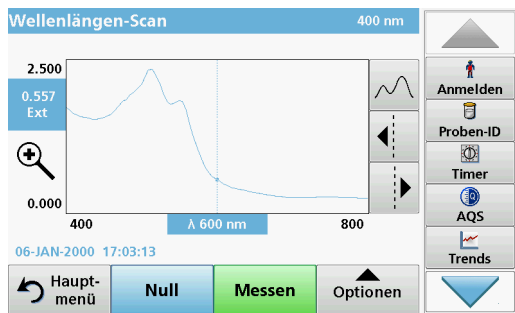 Wellenlängen-Scan
400 nm
2.500
0.557
Ext
0.000
400
λ 600 nm
800
06-JAN-2000 17:03:13
Haupt-
menü
Null
Messen
Optionen
Anmelden
Proben-ID
Timer
AQS
Trends